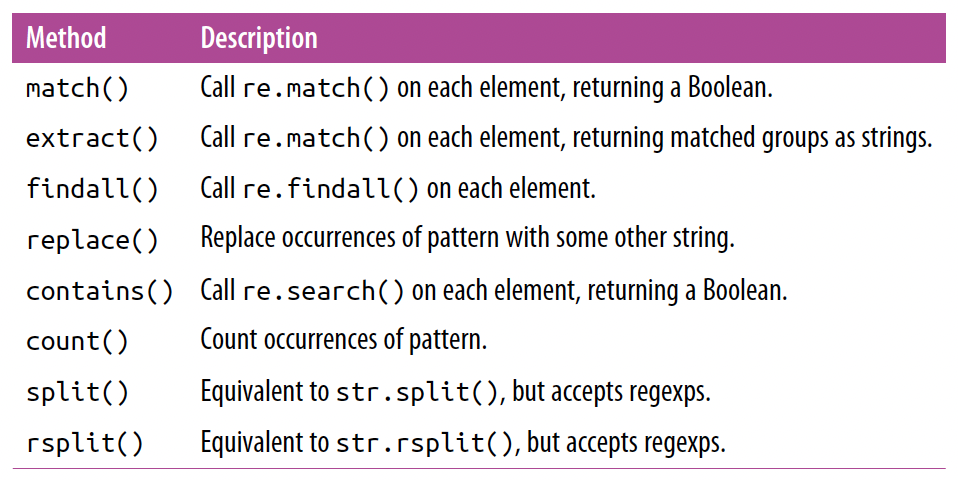 Method Description
match() Call re.match() on each element, returning a Boolean.
extract() Call re.match() on each element, returning matched groups as strings.
findall() Call re.findall() on each element.
replace() Replace occurrences of pattern with some other string.
contains() Call re.search() on each element, returning a Boolean.
count() Count occurrences of pattern.
split() Equivalent to str.split(), but accepts regexps.
rsplit() Equivalent to str.rsplit(), but accepts regexps.